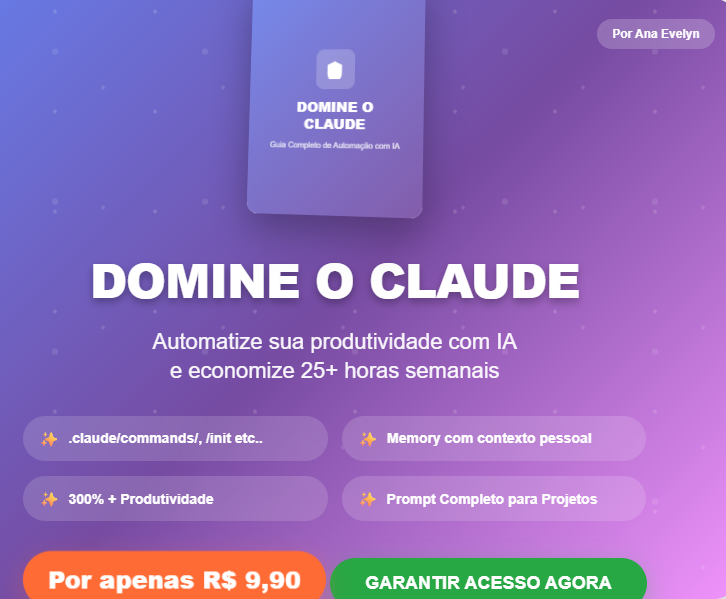 Por Ana Evelyn
DOMINE O
CLAUDE
Guia Completo de Automação com IA
DOMINE O CLAUDE
Automatize sua produtividade com IA
e economize 25+ horas semanais
.claude/commands/, /init etc..
Memory com contexto pessoal
300% + Produtividade
Prompt Completo para Projetos
Por apenas R$ 9,90
GARANTIR ACESSO AGORA